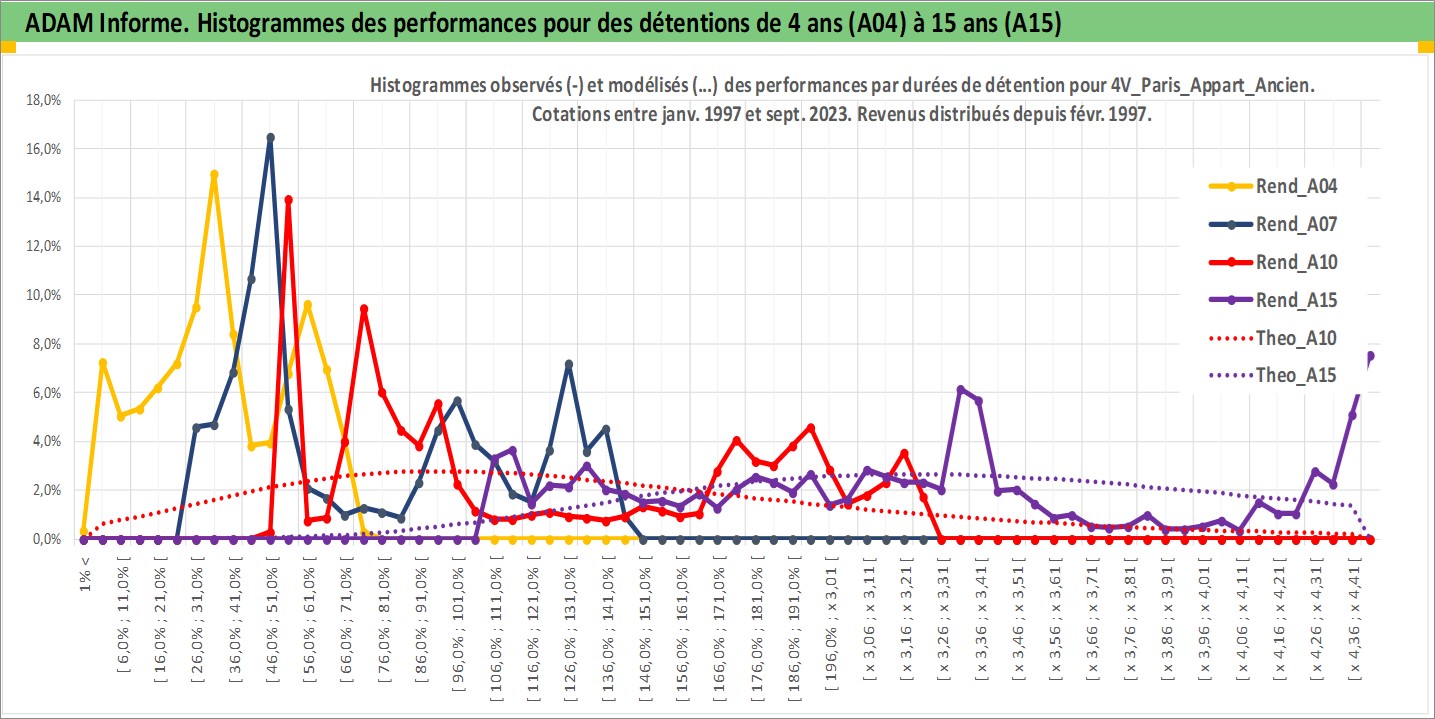 ADAM Informe. Histogrammes des performances pour des détentions de 4 ans (A04) à 15 ans (A15)
Histogrammes observés (-) et modélisés (...) des performances par durées de détention pour 4V_Paris_Appart_Ancien.
Cotations entre janv. 1997 et sept. 2023. Revenus distribués depuis févr. 1997.
18,0%
16,0%
14,0%
12,0%
10,0%
8,0%
6,0%
4,0%
2,0%
0,0%
Rend_A04
Rend_A07
Rend_A10
Rend_A15
Theo_A10
Theo_A15
1% <
[ 6,0% ; 11,0% [
[ 16,0% ; 21,0% [
[ 26,0% ; 31,0% [
[ 36,0% ; 41,0% [
[ 46,0% ; 51,0% [
[ 56,0% ; 61,0% [
[ 66,0% ; 71,0% [
[ 76,0% ; 81,0% [
[ 86,0% ; 91,0% [
[ 96,0% ; 101,0% [
[ 106,0% ; 111,0% [
[ 116,0% ; 121,0% [
[ 126,0% ; 131,0% [
[ 136,0% ; 141,0% [
[ 146,0% ; 151,0% [
[ 156,0% ; 161,0% [
[ 166,0% ; 171,0% [
[ 176,0% ; 181,0% [
[ 186,0% ; 191,0% [
[ 196,0% ; x 3,01 [
[ x 3,06 ; x 3,11 [
[ x 3,16 ; x 3,21 [
[ x 3,26 ; x 3,31 [
[ x 3,36 ; x 3,41 [
[ x 3,46 ; x 3,51 [
[ x 3,56 ; x 3,61 [
[ x 3,66 ; x 3,71 [
[ x 3,76 ; x 3,81 [
[ x 3,86 ; x 3,91 [
[ x 3,96 ; x 4,01 [
[ x 4,06 ; x 4,11 [
[ x 4,16 ; x 4,21 [
[ x 4,26 ; x 4,31 [
[ x 4,36 ; x 4,41 [